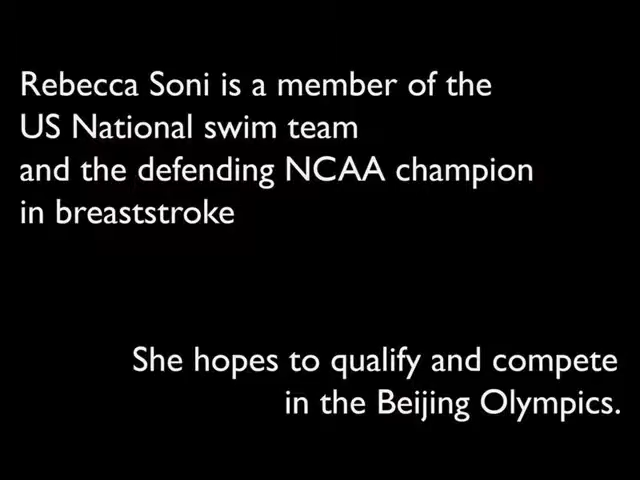 Rebecca Soni is a member of the
US National swim team
and the defending NCAA champion
in breaststroke
She hopes to qualify and compete
in the Beijing Olympics.